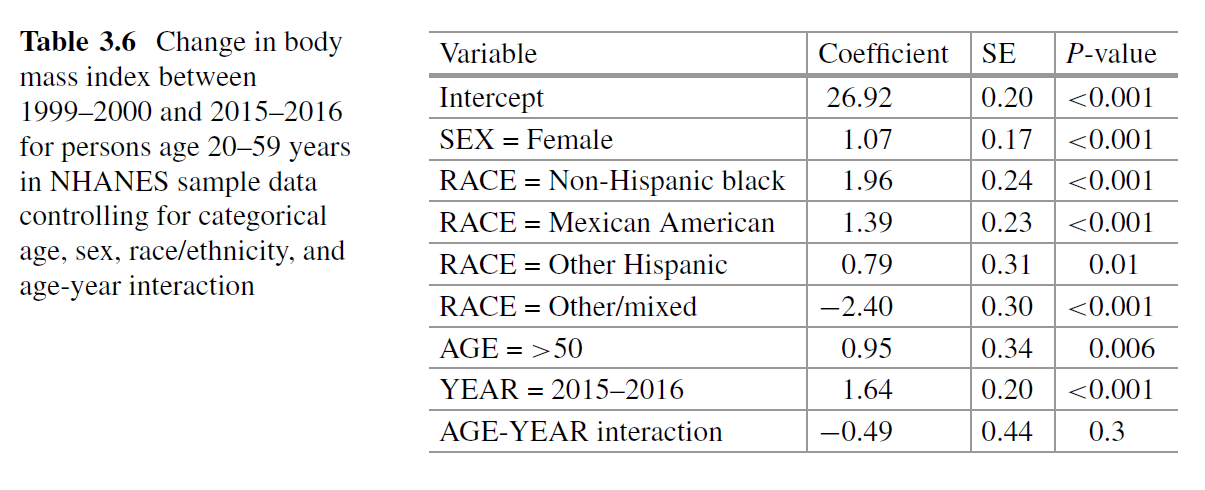 Table 3.6 Change in body
mass index between
1999–2000 and 2015–2016
for persons age 20–59 years
in NHANES sample data
controlling for categorical
age, sex, race/ethnicity, and
age-year interaction
Variable Coefficient SE P-value
Intercept 26.92 0.20 <0.001
SEX = Female 1.07 0.17 <0.001
RACE = Non-Hispanic black 1.96 0.24 <0.001
RACE = Mexican American 1.39 0.23 <0.001
RACE = Other Hispanic 0.79 0.31 0.01
RACE = Other/mixed −2.40 0.30 <0.001
AGE = >50 0.95 0.34 0.006
YEAR = 2015–2016 1.64 0.20 <0.001
AGE-YEAR interaction −0.49 0.44 0.3